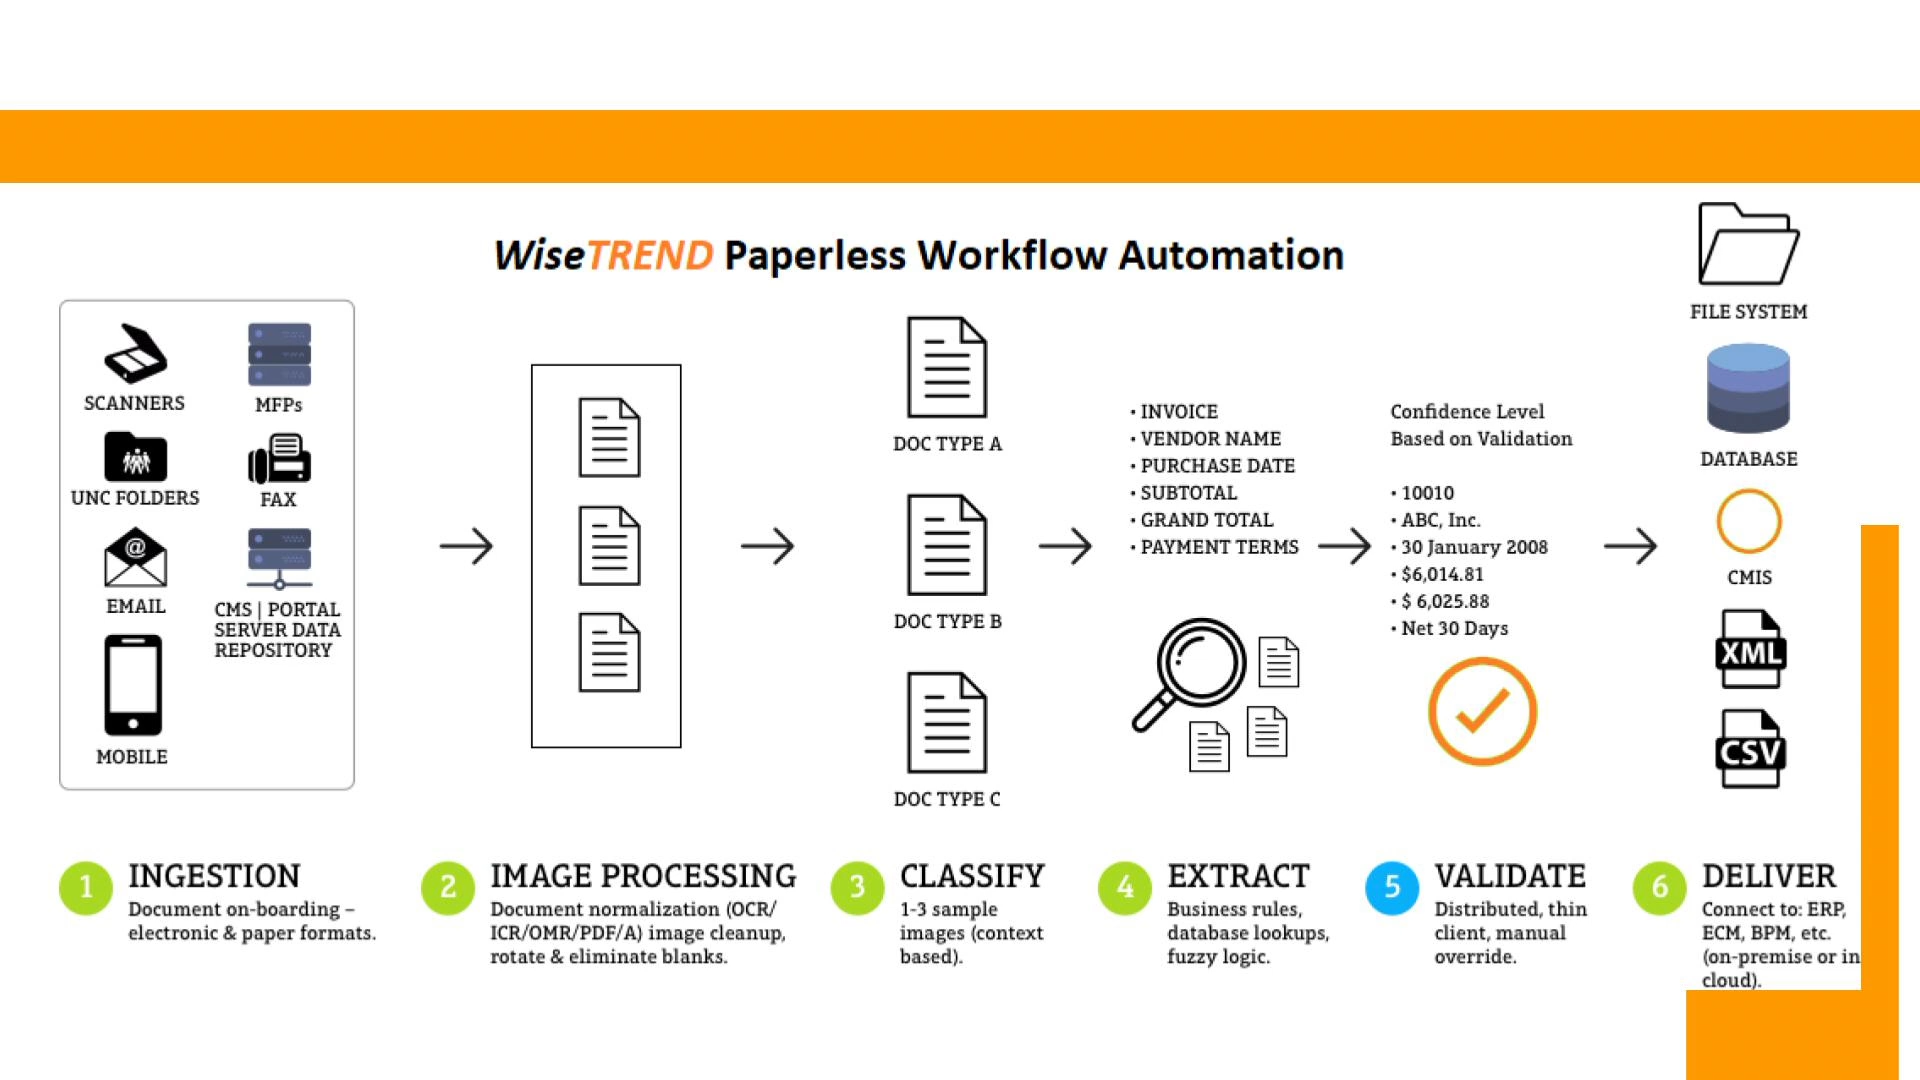 WiseTREND Paperless Workflow Automation
SCANNERS
MFPs
UNC FOLDERS
FAX
@
EMAIL
CMS | PORTAL
SERVER DATA
REPOSITORY
MOBILE
DOC TYPE A
DOC TYPE B
DOC TYPE C
• INVOICE
• VENDOR NAME
• PURCHASE DATE
• SUBTOTAL
• GRAND TOTAL
• PAYMENT TERMS
Confidence Level
Based on Validation
• 10010
• ABC, Inc.
• 30 January 2008
• $6,014.81
• $ 6,025.88
• Net 30 Days
FILE SYSTEM
DATABASE
CMIS
XML
CSV
1 INGESTION
Document on-boarding –
electronic & paper formats.
2 IMAGE PROCESSING
Document normalization (OCR/
ICR/OMR/PDF/A) image cleanup,
rotate & eliminate blanks.
3 CLASSIFY
1-3 sample
images (context
based).
4 EXTRACT
Business rules,
database lookups,
fuzzy logic.
5 VALIDATE
Distributed, thin
client, manual
override.
6 DELIVER
Connect to: ERP,
ECM, BPM, etc.
(on-premise or in
cloud).